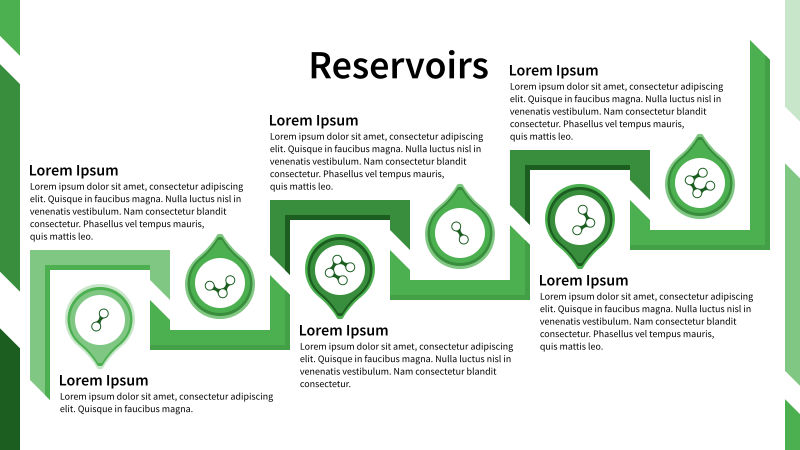 Reservoirs
Lorem Ipsum
Lorem ipsum dolor sit amet, consectetur adipiscing
elit. Quisque in faucibus magna. Nulla luctus nisl in
venenatis vestibulum. Nam consectetur blandit
consectetur. Phasellus vel tempus mauris,
quis mattis leo.
Lorem Ipsum
Lorem ipsum dolor sit amet, consectetur adipiscing
elit. Quisque in faucibus magna.
Lorem Ipsum
Lorem ipsum dolor sit amet, consectetur adipiscing
elit. Quisque in faucibus magna. Nulla luctus nisl in
venenatis vestibulum. Nam consectetur blandit
consectetur. Phasellus vel tempus mauris,
quis mattis leo.
Lorem Ipsum
Lorem ipsum dolor sit amet, consectetur adipiscing
elit. Quisque in faucibus magna. Nulla luctus nisl in
venenatis vestibulum. Nam consectetur blandit
consectetur.
Lorem Ipsum
Lorem ipsum dolor sit amet, consectetur adipiscing
elit. Quisque in faucibus magna. Nulla luctus nisl in
venenatis vestibulum. Nam consectetur blandit
consectetur. Phasellus vel tempus mauris,
quis mattis leo.
Lorem Ipsum
Lorem ipsum dolor sit amet, consectetur adipiscing
elit. Quisque in faucibus magna. Nulla luctus nisl in
venenatis vestibulum. Nam consectetur blandit
consectetur. Phasellus vel tempus mauris,
quis mattis leo.